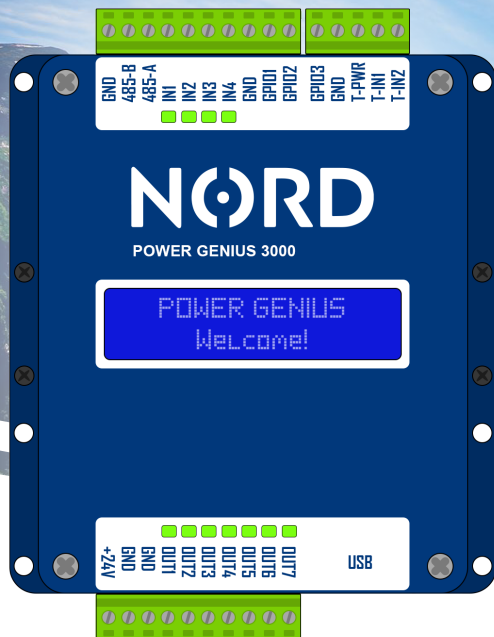 GND
485-B
485-A
IN1
IN2
IN3
IN4
GND
GPIO1
GPIO2
GPIO3
GND
T-PWR
T-IN1
T-IN2
NORD
POWER GENIUS 3000
POWER GENIUS
Welcome!
+24V
GND
GND
OUT1
OUT2
OUT3
OUT4
OUT5
OUT6
OUT7
USB